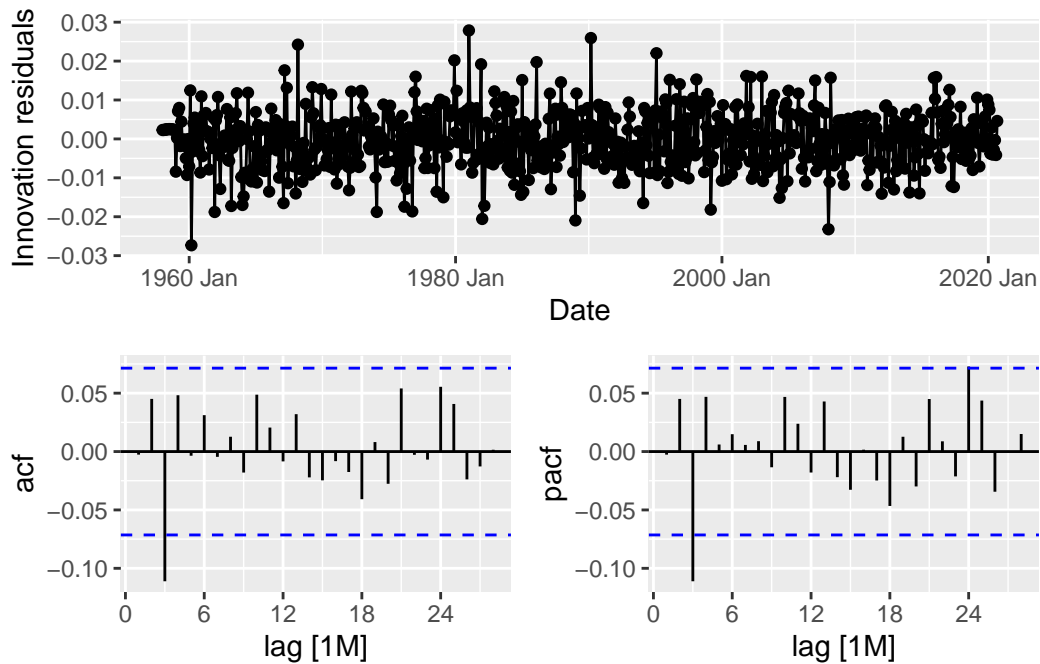 Innovation residuals
0.03
0.02
0.01
0.00
−0.01
−0.02
−0.03
1960 Jan
1980 Jan
2000 Jan
2020 Jan
Date
acf
0.05
0.00
−0.05
−0.10
0
6
12
18
24
lag [1M]
pacf
0.05
0.00
−0.05
−0.10
0
6
12
18
24
lag [1M]